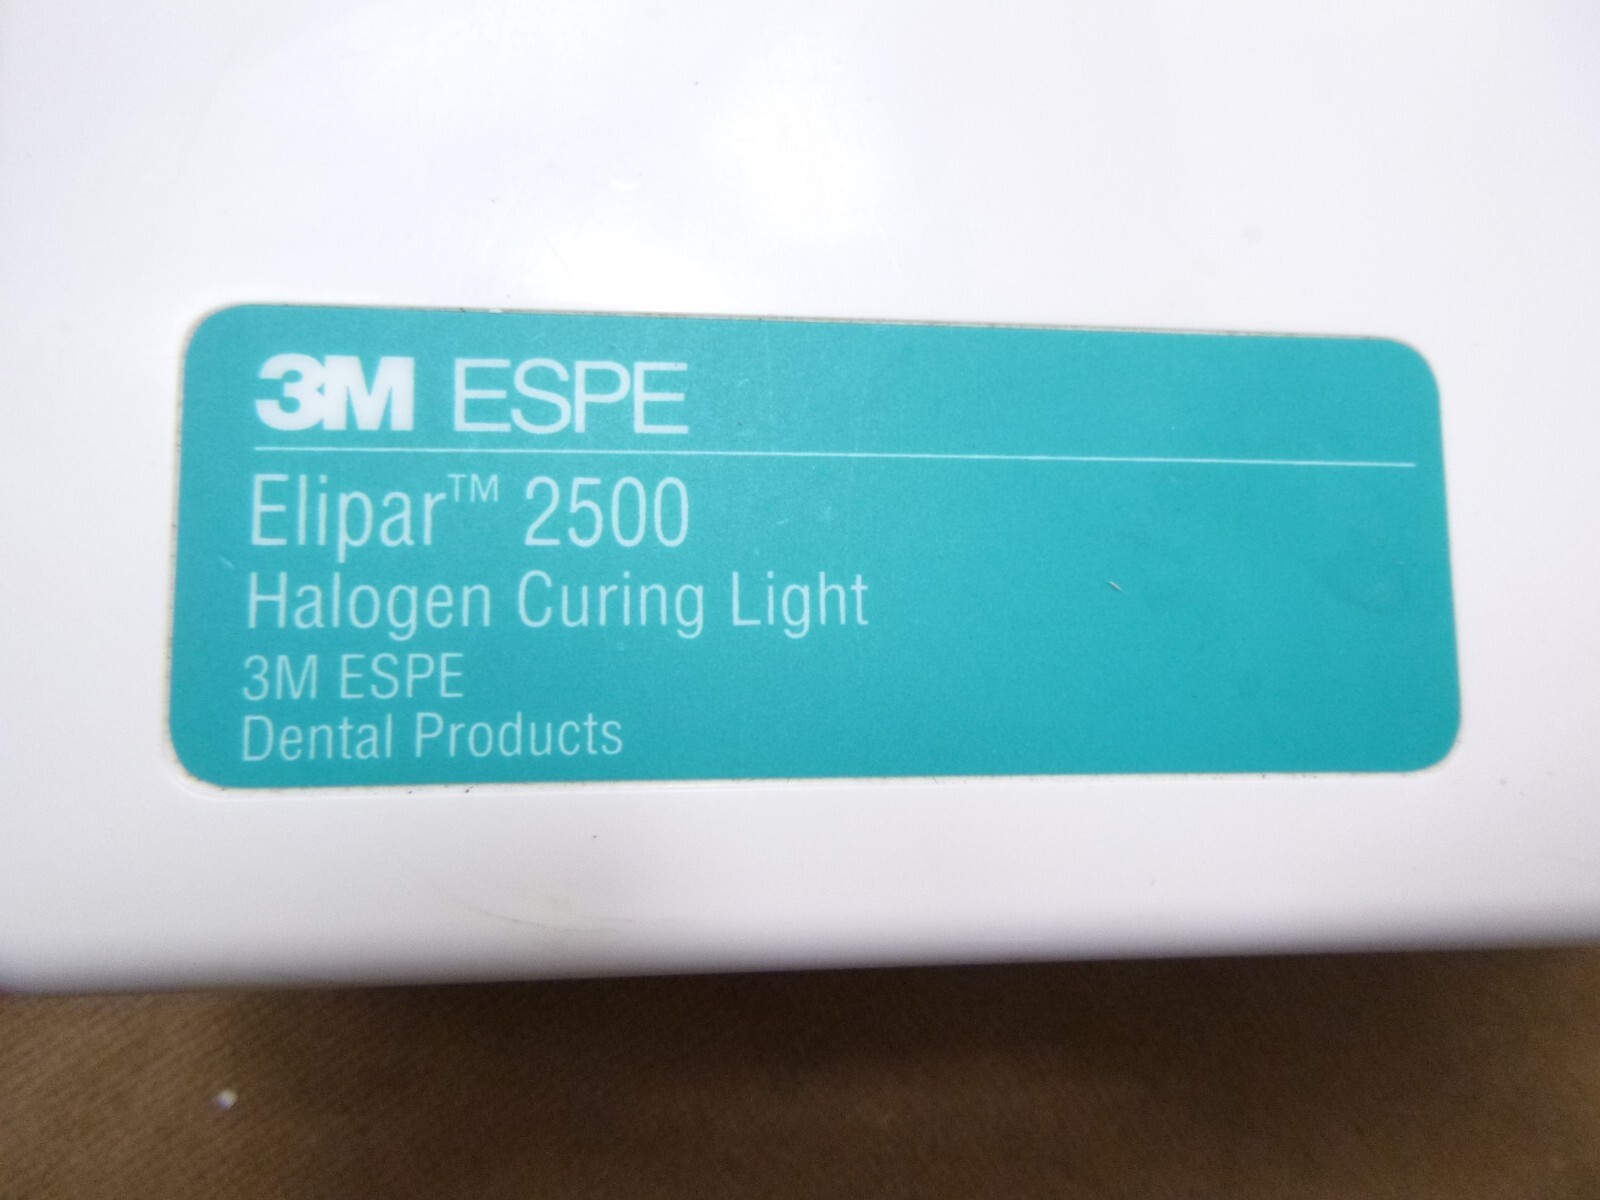 3M ESPE
Elipar™ 2500
Halogen Curing Light
3M ESPE
Dental Products